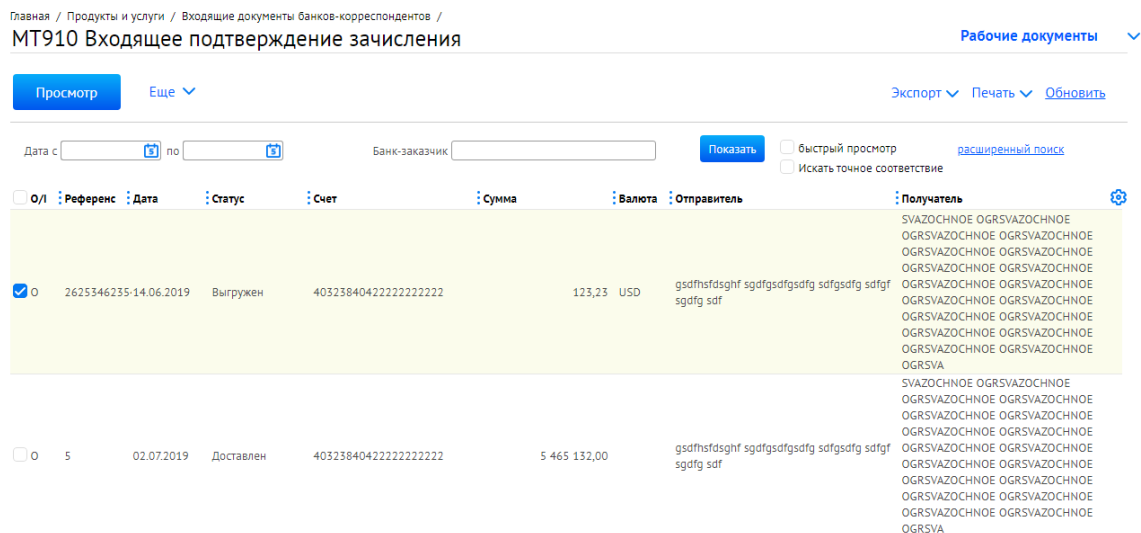 Главная / Продукты и услуги / Входящие документы банков-корреспондентов /
МТ910 Входящее подтверждение зачисления
Рабочие документы
Просмотр Еще Экспорт Печать Обновить
Дата с по Банк-заказчик Показать быстрый просмотр расширенный поиск
Искать точное соответствие
О/I Референс Дата Статус Счет Сумма Валюта Отправитель Получатель
SVAZOCHNOE OGRSVAZOCHNOE
OGRSVAZOCHNOE OGRSVAZOCHNOE
OGRSVAZOCHNOE OGRSVAZOCHNOE
OGRSVAZOCHNOE OGRSVAZOCHNOE
O 2625346235-14.06.2019 Выгружен 40323840422222222222 123,23 USD gsdfhsfdsghf sgdfgsdfgsdfg sdfgsdfg sdfgf OGRSVAZOCHNOE OGRSVAZOCHNOE
sgdfg sdf OGRSVAZOCHNOE OGRSVAZOCHNOE
OGRSVAZOCHNOE OGRSVAZOCHNOE
OGRSVAZOCHNOE OGRSVAZOCHNOE
OGRSVAZOCHNOE OGRSVAZOCHNOE
OGRSVA
SVAZOCHNOE OGRSVAZOCHNOE
OGRSVAZOCHNOE OGRSVAZOCHNOE
OGRSVAZOCHNOE OGRSVAZOCHNOE
OGRSVAZOCHNOE OGRSVAZOCHNOE
O 5 02.07.2019 Доставлен 40323840422222222222 5 465 132,00 gsdfhsfdsghf sgdfgsdfgsdfg sdfgsdfg sdfgf OGRSVAZOCHNOE OGRSVAZOCHNOE
sgdfg sdf OGRSVAZOCHNOE OGRSVAZOCHNOE
OGRSVAZOCHNOE OGRSVAZOCHNOE
OGRSVAZOCHNOE OGRSVAZOCHNOE
OGRSVAZOCHNOE OGRSVAZOCHNOE
OGRSVA